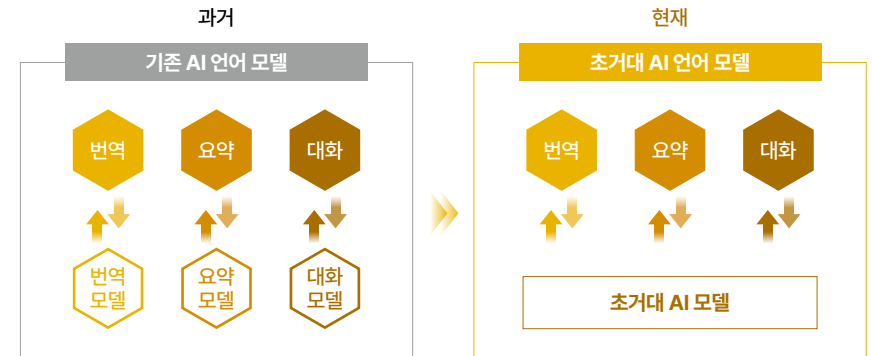 과거
기존 AI 언어 모델
번역
요약
대화
번역
모델
요약
모델
대화
모델
현재
초거대 AI 언어 모델
번역
요약
대화
초거대 AI 모델